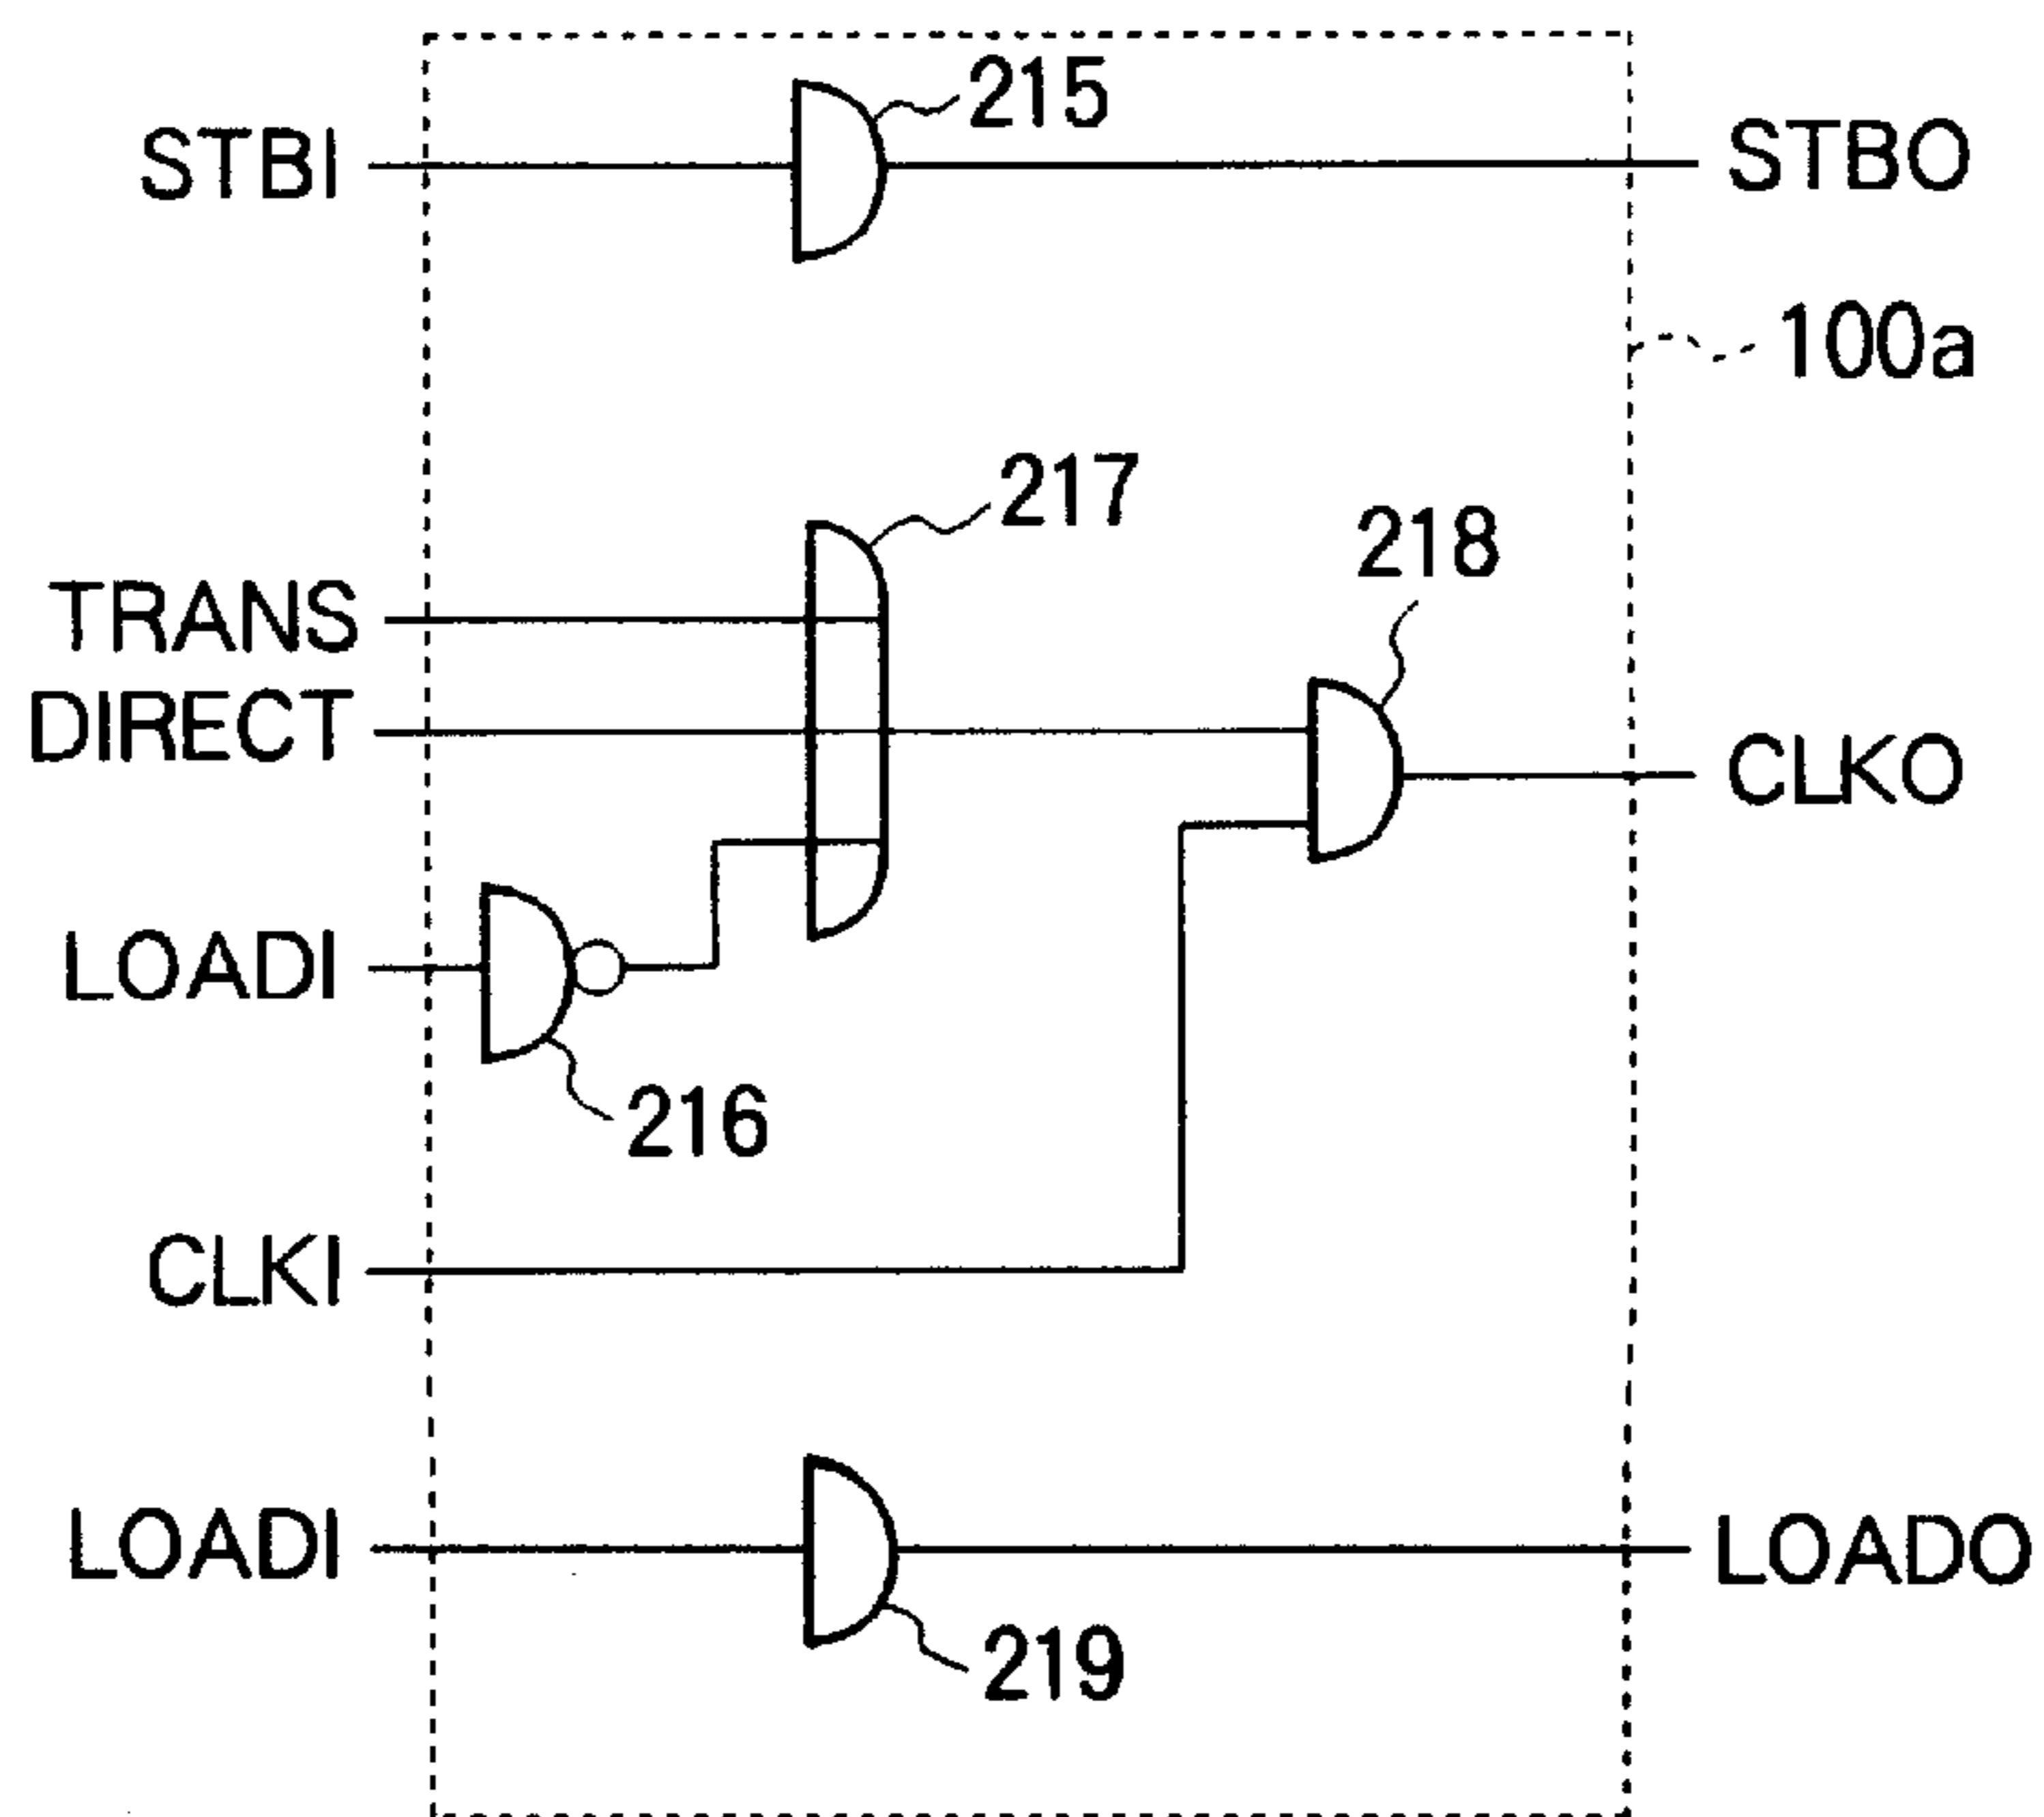 215
STBI
STBO
100a
217
218
TRANS
DIRECT
CLKO
LOADI
216
CLKI
LOADI
LOADO
219